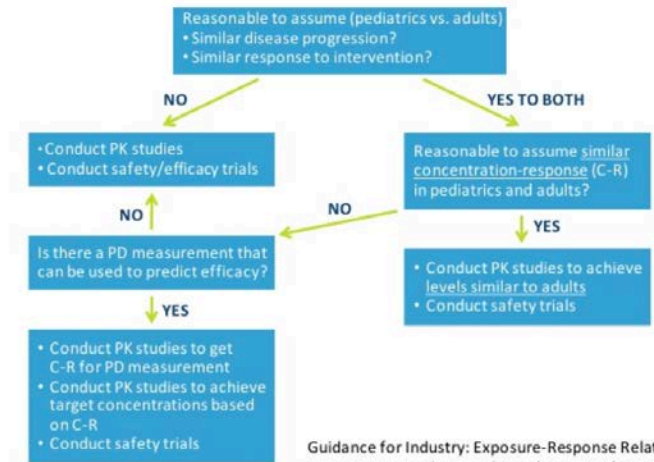 Reasonable to assume (pediatrics vs. adults)
• Similar disease progression?
• Similar response to intervention?
NO
YES TO BOTH
•Conduct PK studies
• Conduct safety/efficacy trials
Reasonable to assume similar
concentration-response (C-R)
in pediatrics and adults?
NO
NO
YES
Is there a PD measurement that
can be used to predict efficacy?
• Conduct PK studies to achieve
levels similar to adults
• Conduct safety trials
YES
• Conduct PK studies to get
C-R for PD measurement
• Conduct PK studies to achieve
target concentrations based
on C-R
• Conduct safety trials
Guidance for Industry: Exposure-Response Relat